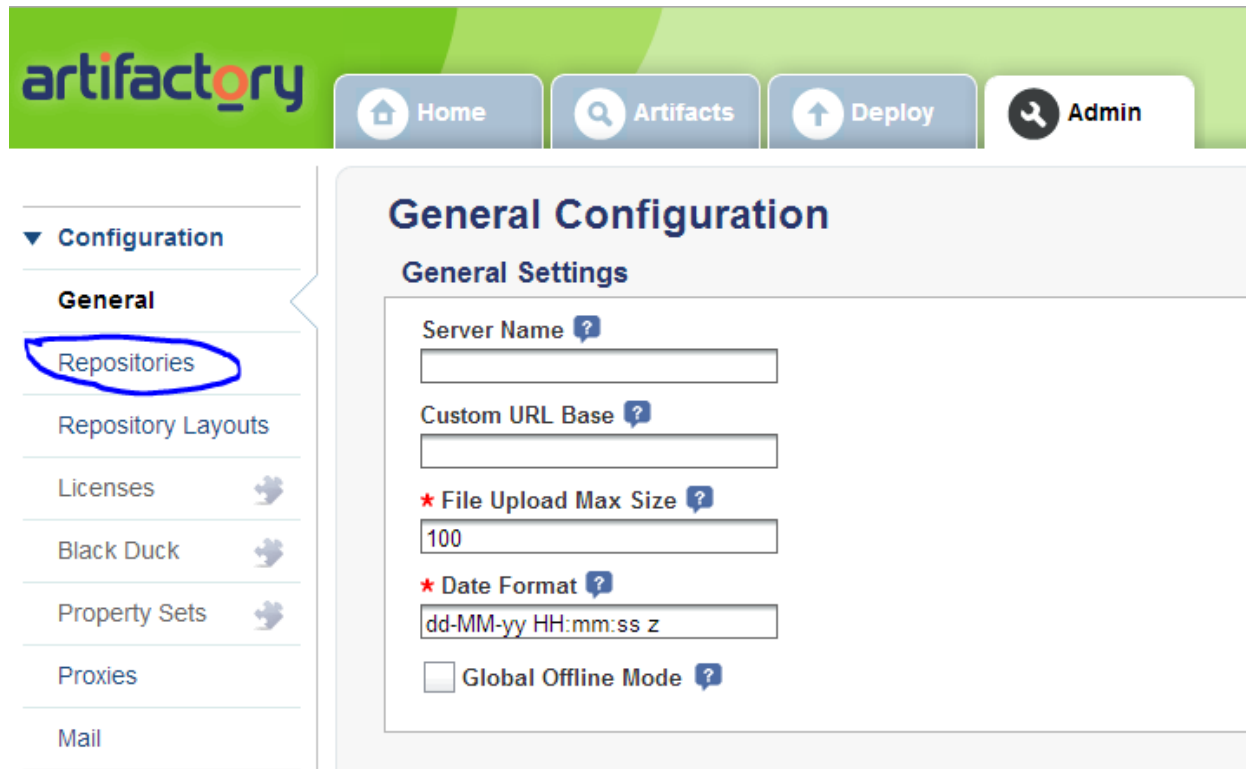 artifactory
Home
Artifacts
Deploy
Admin
Configuration
General
Repositories
Repository Layouts
Licenses
Black Duck
Property Sets
Proxies
Mail
General Configuration
General Settings
Server Name ?
Custom URL Base ?
* File Upload Max Size ?
100
* Date Format ?
dd-MM-yy HH:mm:ss z
Global Offline Mode ?